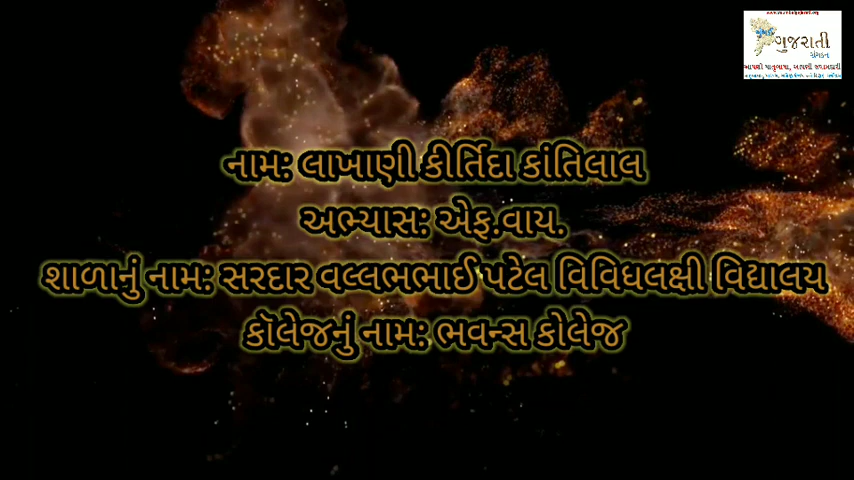 ગુજરાતી
નામ: લાખાણી કીર્તિદા કાંતિલાલ
અભ્યાસ: એફ.વાય.
શાળાનું નામ: સરદાર વલ્લભભાઈ પટેલ વિવિધલક્ષી વિદ્યાલય
કૉલેજનું નામ: ભવન્સ કોલેજ